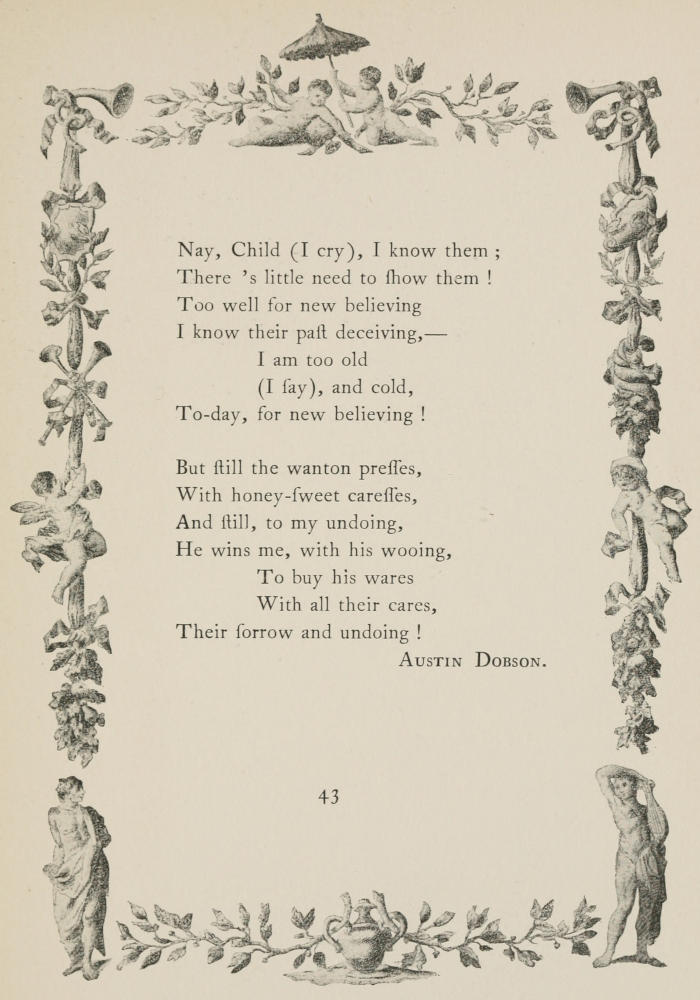 Nay, Child (I cry), I know them ;
There 's little need to ſhow them !
Too well for new believing
I know their paſt deceiving,—
I am too old
(I ſay), and cold,
To-day, for new believing !
But ſtill the wanton preſſes,
With honey-ſweet careſſes,
And ſtill, to my undoing,
He wins me, with his wooing,
To buy his wares
With all their cares,
Their ſorrow and undoing !
AUSTIN DOBSON.
43